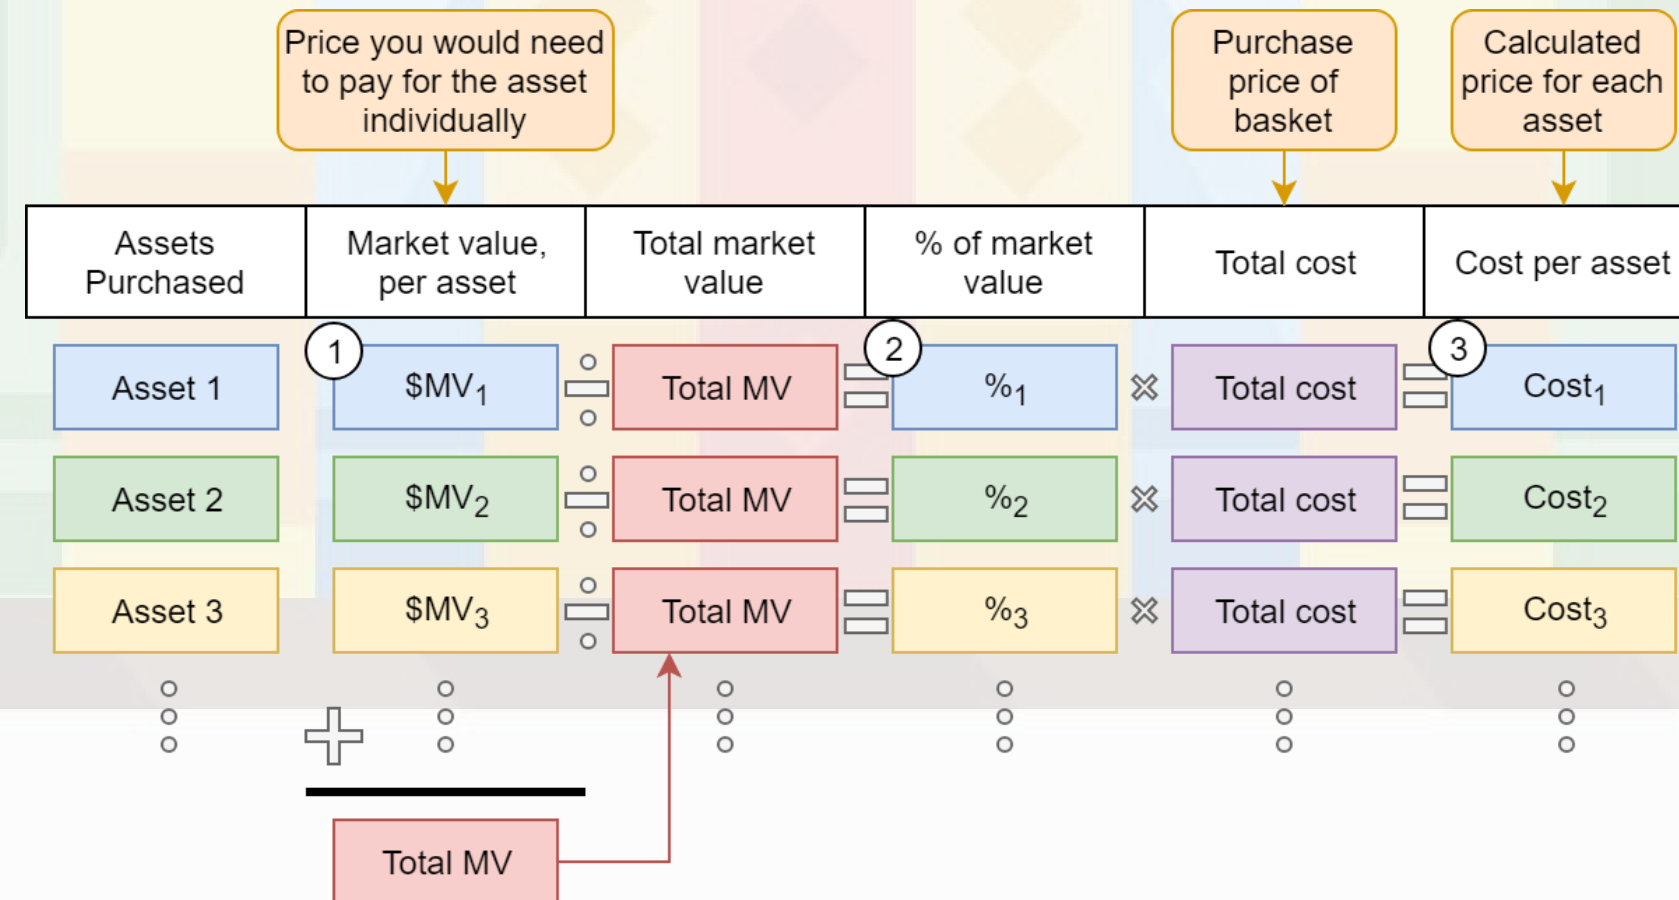 Price you would need
to pay for the asset
individually
Purchase
price of
basket
Calculated
price for each
asset
Assets
Purchased
Market value,
per asset
Total market
value
% of market
value
Total cost
Cost per asset
1
2
3
Asset 1
$MV₁
Total MV
%₁
Total cost
Cost₁
Asset 2
$MV₂
Total MV
%₂
Total cost
Cost₂
Asset 3
$MV₃
Total MV
%₃
Total cost
Cost₃
Total MV